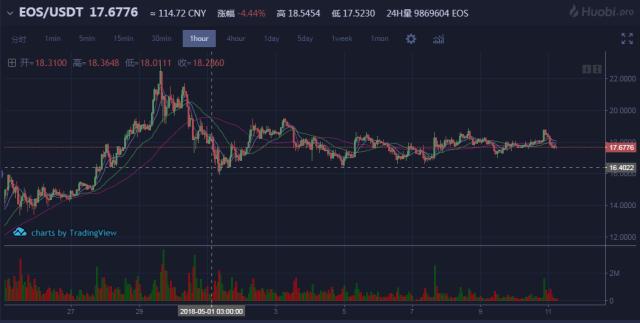 EOS/USDT 17.6776 ≈ 114.72 CNY 涨幅 -4.44% 高 18.5454 低 17.5230 24H量 9869604 EOS
Huobi.pro
分时 1min 5min 15min 30min 1hour 4hour 1day 5day 1week 1mon
开=18.3100 高=18.3648 低=18.0111 收=18.2860
22.0000
20.0000
18.0000
17.6776
16.4022
16.0000
14.0000
12.0000
charts by TradingView
2M
0
27 29 2018-05-01 03:00:00 3 5 7 9 11